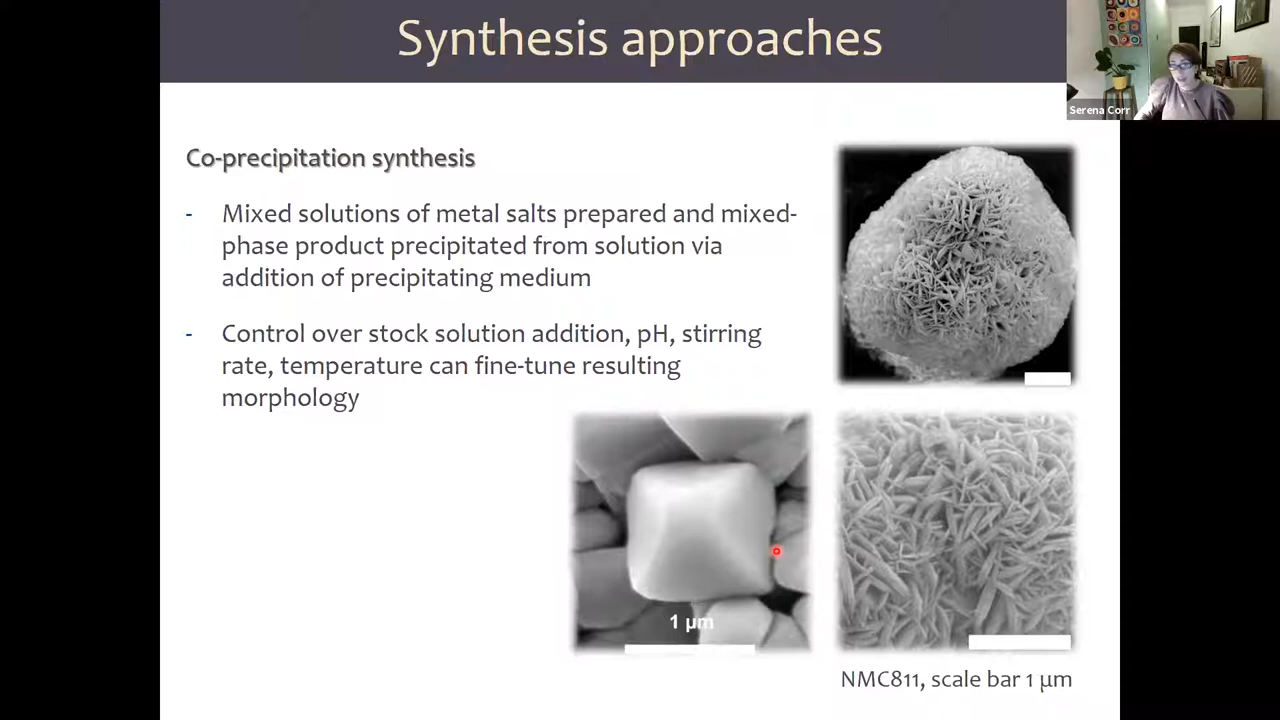 Synthesis approaches
Serena Corr
Co-precipitation synthesis
- Mixed solutions of metal salts prepared and mixed-
phase product precipitated from solution via
addition of precipitating medium
- Control over stock solution addition, pH, stirring
rate, temperature can fine-tune resulting
morphology
1 µm
NMC811, scale bar 1 µm